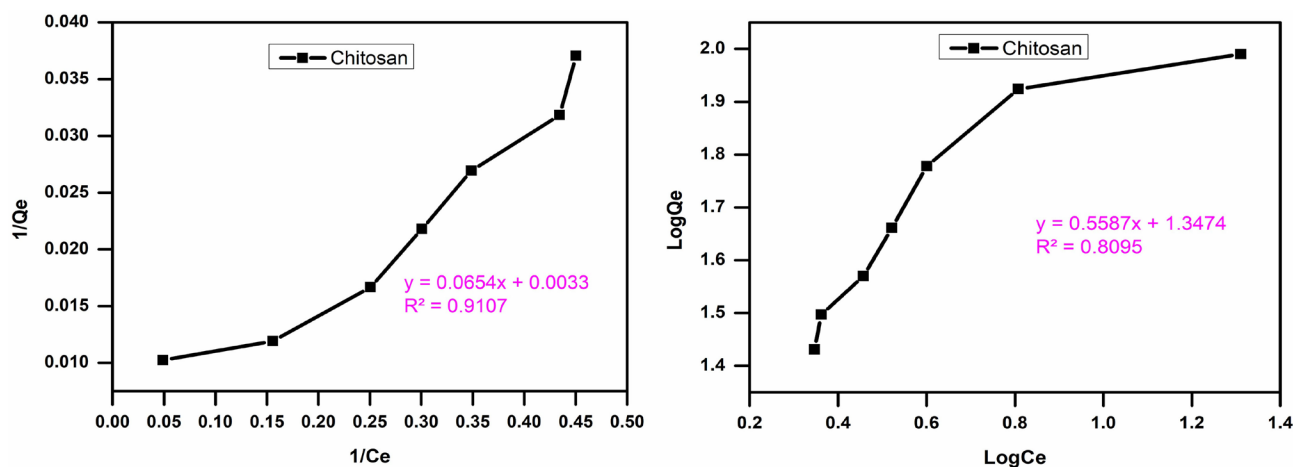 0.040
0.035
0.030
0.025
0.020
0.015
0.010
1/Qe
Chitosan
y = 0.0654x + 0.0033
R² = 0.9107
0.00 0.05 0.10 0.15 0.20 0.25 0.30 0.35 0.40 0.45 0.50
1/Ce
2.0
1.9
1.8
1.7
1.6
1.5
1.4
LogQe
Chitosan
y = 0.5587x + 1.3474
R² = 0.8095
0.2 0.4 0.6 0.8 1.0 1.2 1.4
LogCe